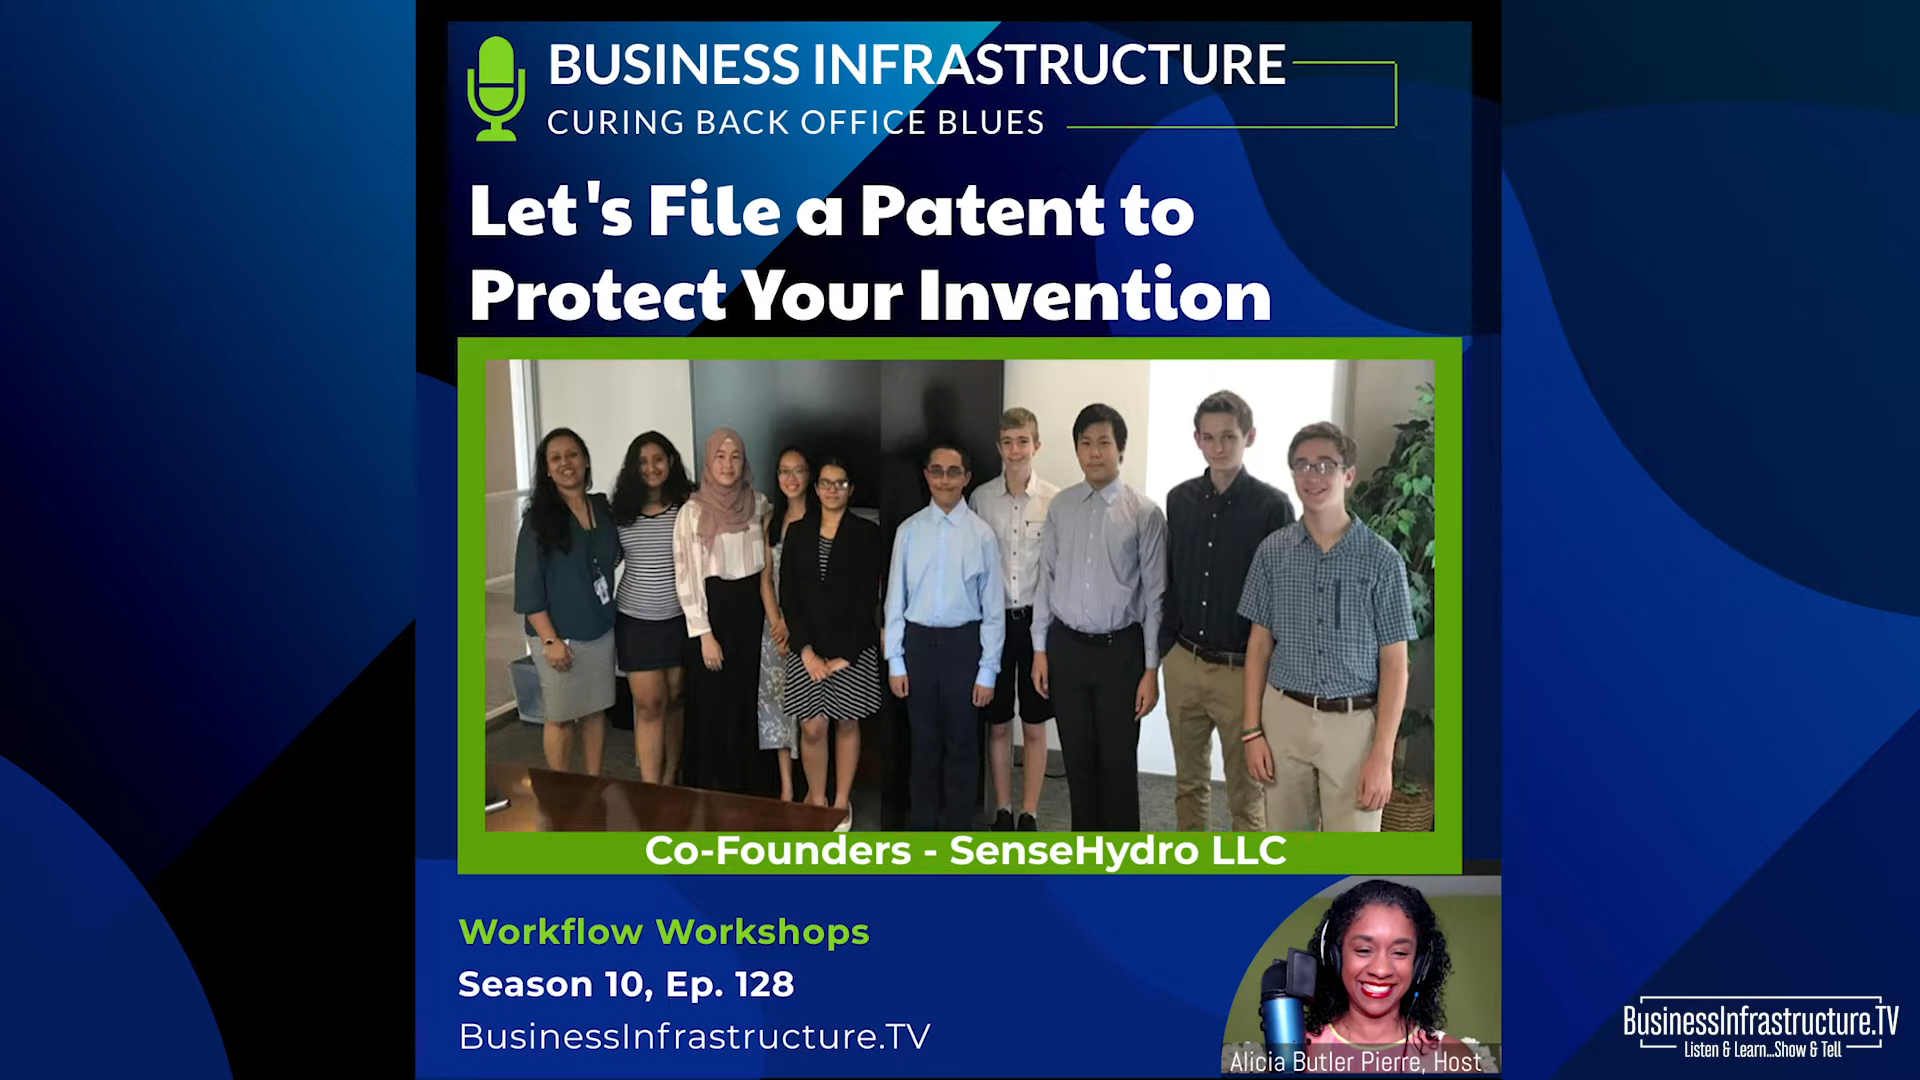 BUSINESS INFRASTRUCTURE
CURING BACK OFFICE BLUES
Let's File a Patent to
Protect Your Invention
Co-Founders - SenseHydro LLC
Workflow Workshops
Season 10, Ep. 128
BusinessInfrastructure.TV
Alicia Butler Pierre, Host
BusinessInfrastructure.TV
Listen & Learn...Show & Tell